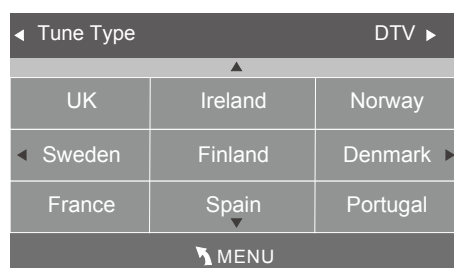 Tune Type DTV
UK Ireland Norway
Sweden Finland Denmark
France Spain Portugal
MENU